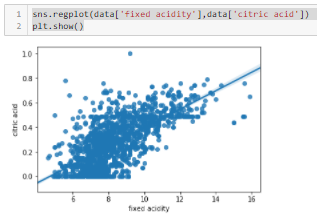 1 sns.regplot(data['fixed acidity'],data['citric acid'])
2 plt.show()
1.0
0.8
0.6
0.4
0.2
0.0
citric acid
6 8 10 12 14 16
fixed acidity